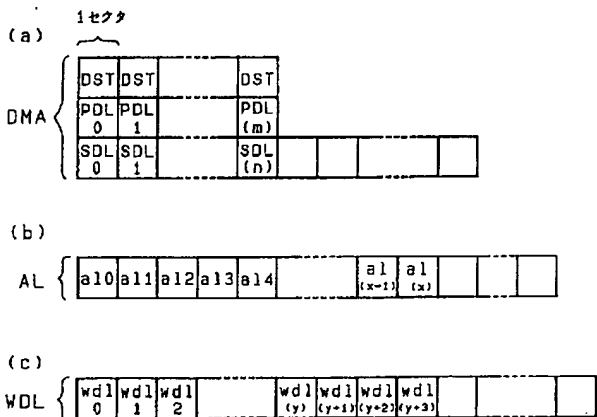 1セクタ
(a)
DMA
DST DST DST
PDL 0 PDL 1 PDL (m)
SDL 0 SDL 1 SDL (n)
(b)
AL
al0 al1 al2 al3 al4 al (x-1) al (x)
(c)
WDL
wdl 0 wdl 1 wdl 2 wdl (y) wdl (y+1) wdl (y+2) wdl (y+3)